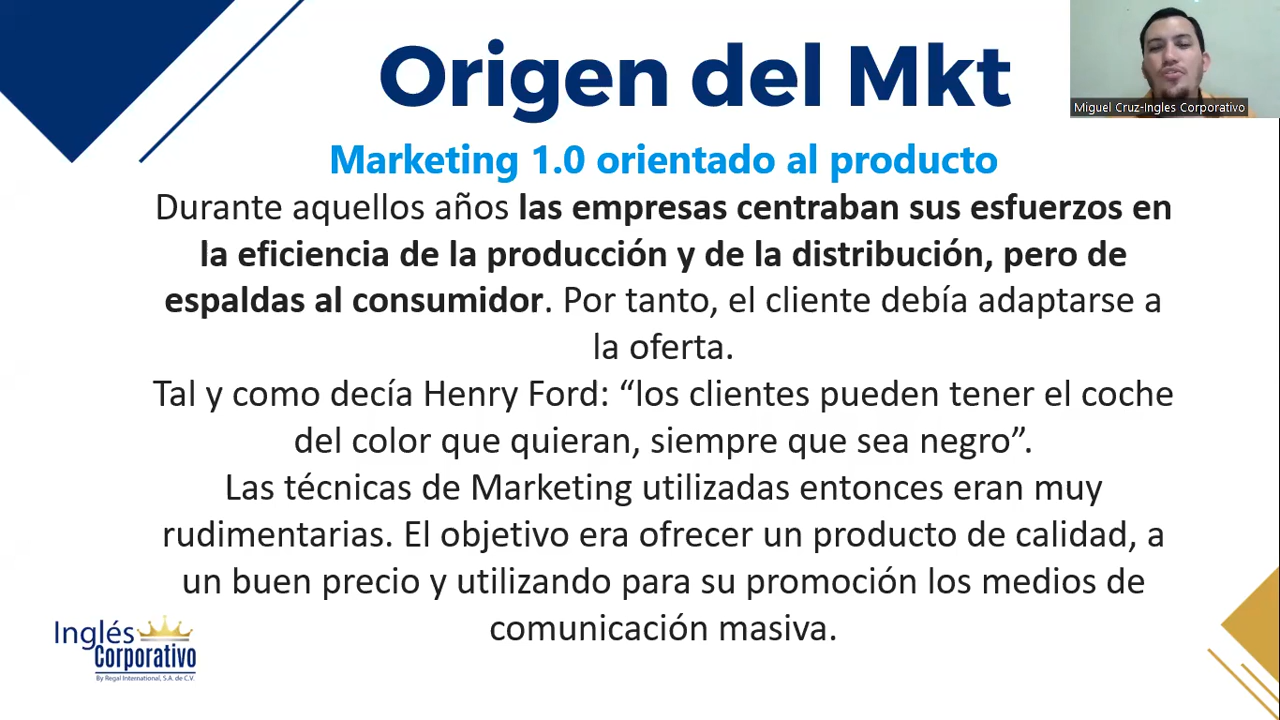 Origen del Mkt
Miguel Cruz-Ingles Corporativo
Marketing 1.0 orientado al producto
Durante aquellos años las empresas centraban sus esfuerzos en
la eficiencia de la producción y de la distribución, pero de
espaldas al consumidor. Por tanto, el cliente debía adaptarse a
la oferta.
Tal y como decía Henry Ford: “los clientes pueden tener el coche
del color que quieran, siempre que sea negro”.
Las técnicas de Marketing utilizadas entonces eran muy
rudimentarias. El objetivo era ofrecer un producto de calidad, a
un buen precio y utilizando para su promoción los medios de
comunicación masiva.
Inglés
Corporativo
By Regal International, S.A. de C.V.